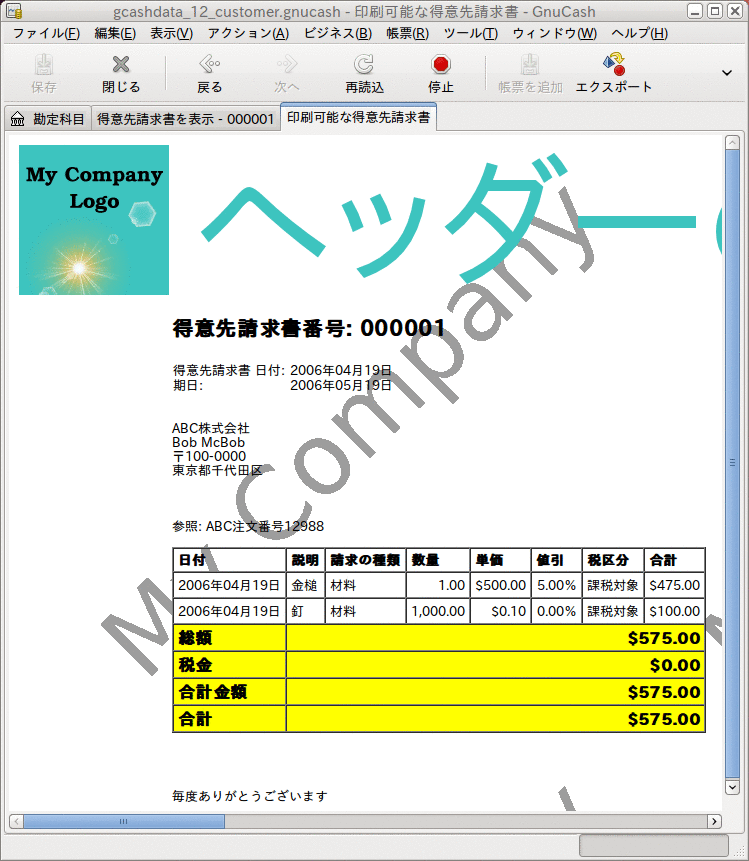 gcashdata_12_customer.gnucash - 印刷可能な得意先請求書 - GnuCash
ファイル(F) 編集(E) 表示(V) アクション(A) ビジネス(B) 帳票(R) ツール(T) ウィンドウ(W) ヘルプ(H)
保存 閉じる 戻る 次へ 再読込 停止 帳票を追加 エクスポート
勘定科目 得意先請求書を表示 - 000001 印刷可能な得意先請求書
My Company
Logo
ヘッダー
My Company
得意先請求書番号: 000001
得意先請求書 日付: 2006年04月19日
期日: 2006年05月19日
ABC株式会社
Bob McBob
〒100-0000
東京都千代田区
参照: ABC注文番号12988
日付 説明 請求の種類 数量 単価 値引 税区分 合計
2006年04月19日 金槌 材料 1.00 $500.00 5.00% 課税対象 $475.00
2006年04月19日 釘 材料 1,000.00 $0.10 0.00% 課税対象 $100.00
総額 $575.00
税金 $0.00
合計金額 $575.00
合計 $575.00
毎度ありがとうございます